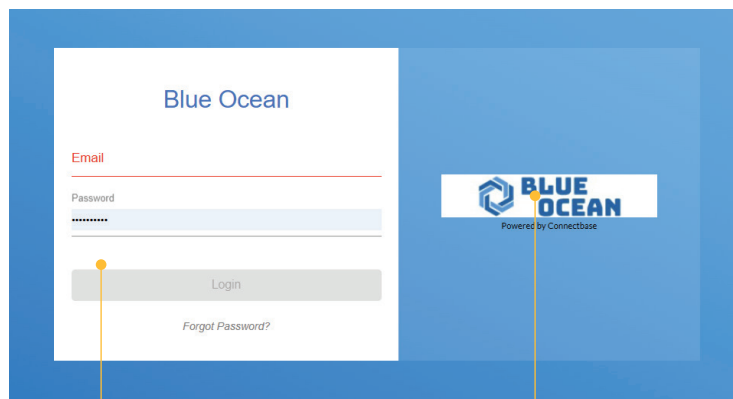 Blue Ocean
Email
Password
••••••••••
Login
Forgot Password?
BLUE
OCEAN
Powered by Connectbase